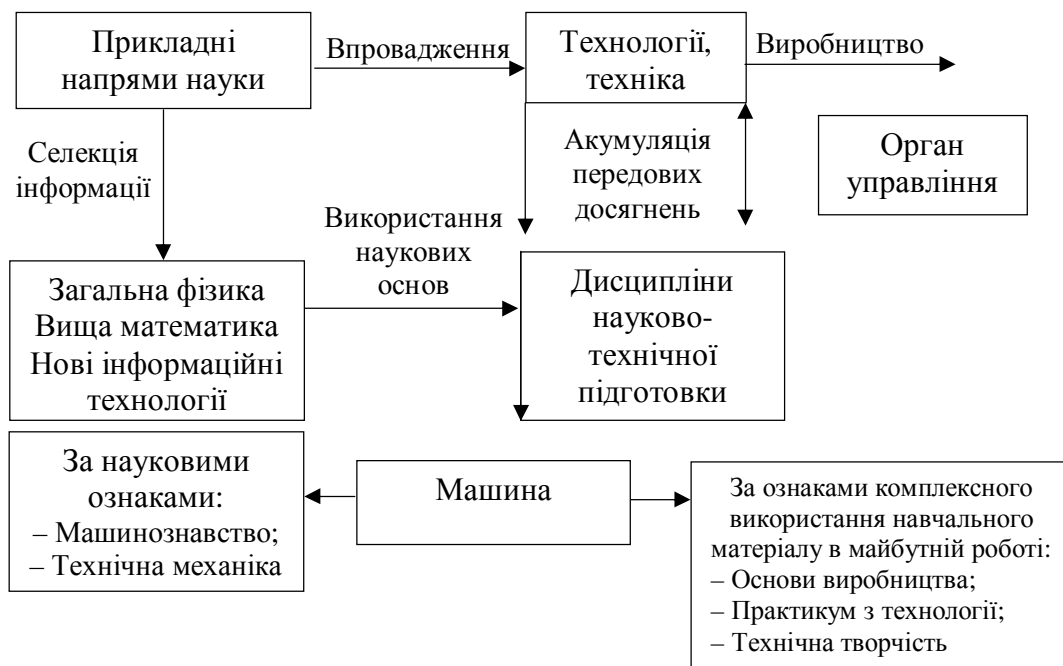 Прикладні
напрями науки
Впровадження
Технології,
техніка
Виробництво
Селекція
інформації
Акумуляція
передових
досягнень
Орган
управління
Використання
наукових
основ
Загальна фізика
Вища математика
Нові інформаційні
технології
Дисципліни
науково-
технічної
підготовки
За науковими
ознаками:
– Машинознавство;
– Технічна механіка
Машина
За ознаками комплексного
використання навчального
матеріалу в майбутній роботі:
– Основи виробництва;
– Практикум з технології;
– Технічна творчість